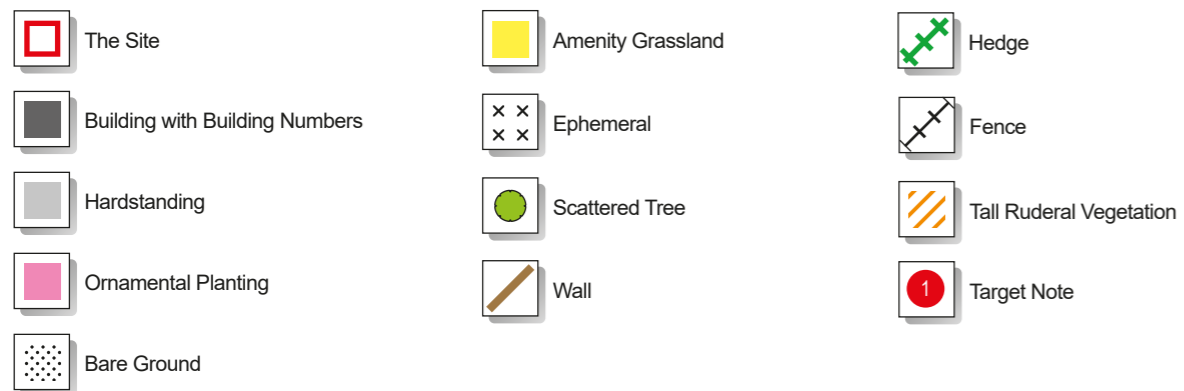 The Site
Building with Building Numbers
Hardstanding
Ornamental Planting
Bare Ground
Amenity Grassland
Ephemeral
Scattered Tree
Wall
Hedge
Fence
Tall Ruderal Vegetation
1
Target Note